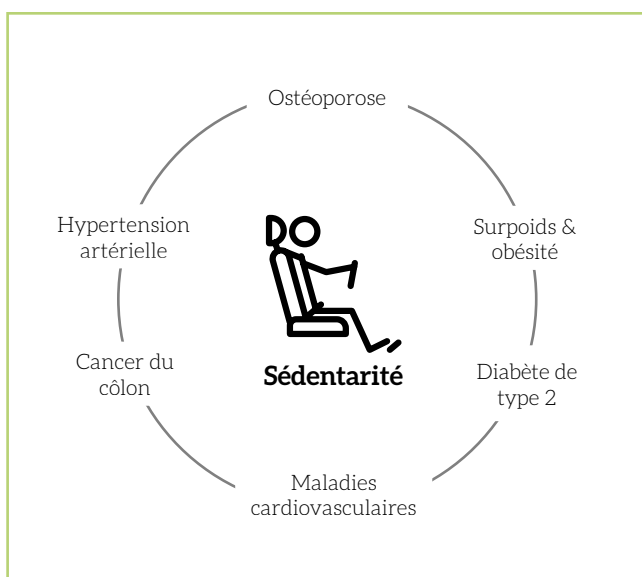 Ostéoporose
Hypertension
artérielle
Surpoids &
obésité
Sédentarité
Cancer du
côlon
Diabète de
type 2
Maladies
cardiovasculaires